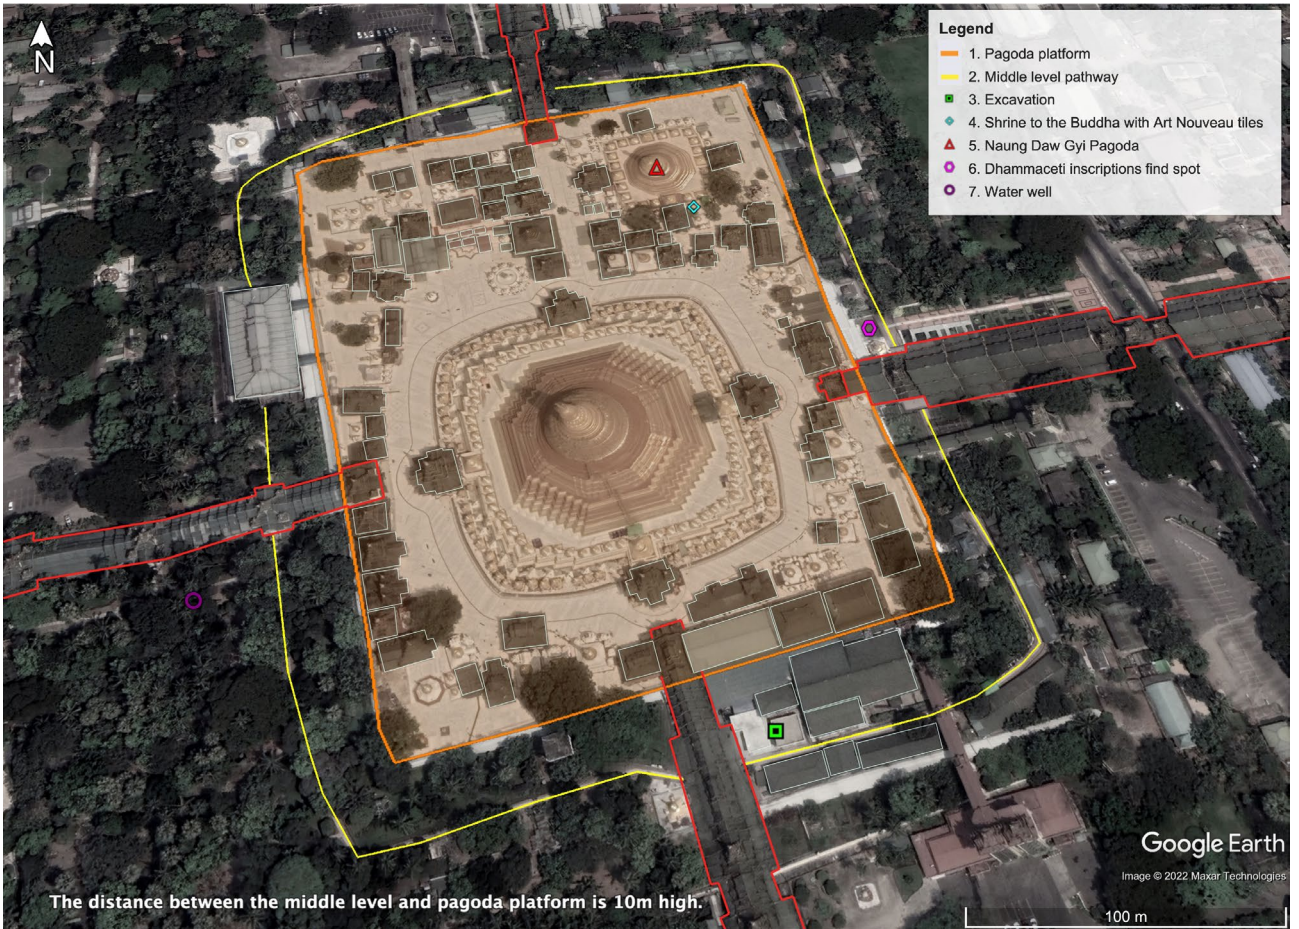 N
Legend
1. Pagoda platform
2. Middle level pathway
3. Excavation
4. Shrine to the Buddha with Art Nouveau tiles
5. Naung Daw Gyi Pagoda
6. Dhammaceti inscriptions find spot
7. Water well
Google Earth
Image © 2022 Maxar Technologies
The distance between the middle level and pagoda platform is 10m high.
100 m